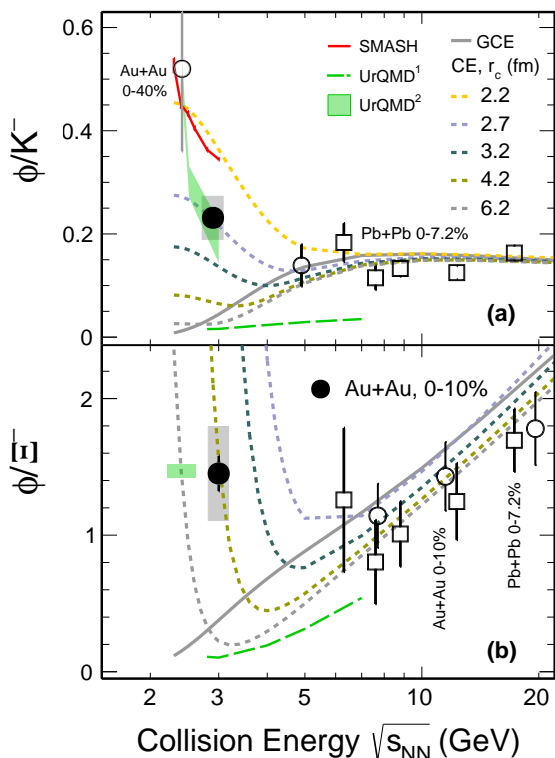 0.6
0.4
0.2
0
ϕ/K⁻
Au+Au
0-40%
SMASH
UrQMD¹
UrQMD²
GCE
CE, r_c (fm)
2.2
2.7
3.2
4.2
6.2
Pb+Pb 0-7.2%
(a)
2
1
0
ϕ/Ξ⁻
Au+Au, 0-10%
Au+Au 0-10%
Pb+Pb 0-7.2%
(b)
2 3 5 10 20
Collision Energy √s_NN (GeV)